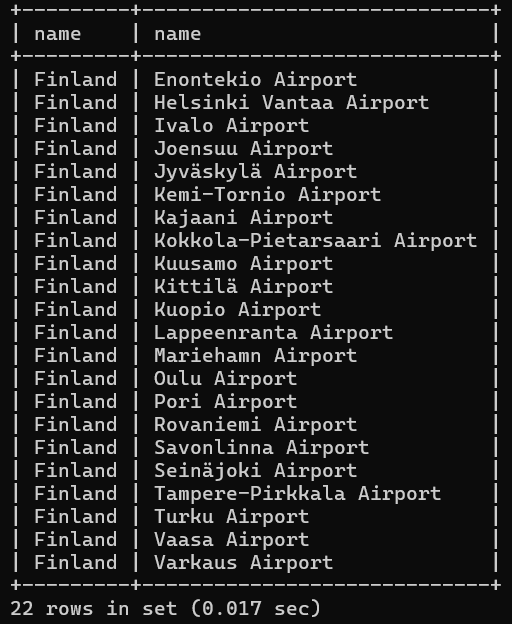 +---------+-----------------------------+
| name    | name                        |
+---------+-----------------------------+
| Finland | Enontekio Airport           |
| Finland | Helsinki Vantaa Airport     |
| Finland | Ivalo Airport               |
| Finland | Joensuu Airport             |
| Finland | Jyväskylä Airport           |
| Finland | Kemi-Tornio Airport         |
| Finland | Kajaani Airport             |
| Finland | Kokkola-Pietarsaari Airport |
| Finland | Kuusamo Airport             |
| Finland | Kittilä Airport             |
| Finland | Kuopio Airport              |
| Finland | Lappeenranta Airport        |
| Finland | Mariehamn Airport           |
| Finland | Oulu Airport                |
| Finland | Pori Airport                |
| Finland | Rovaniemi Airport           |
| Finland | Savonlinna Airport          |
| Finland | Seinäjoki Airport           |
| Finland | Tampere-Pirkkala Airport    |
| Finland | Turku Airport               |
| Finland | Vaasa Airport               |
| Finland | Varkaus Airport             |
+---------+-----------------------------+
22 rows in set (0.017 sec)